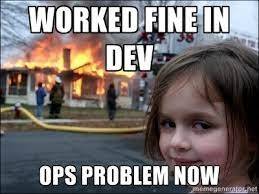 WORKED FINE IN
DEV
OPS PROBLEM NOW
memegenerator.net